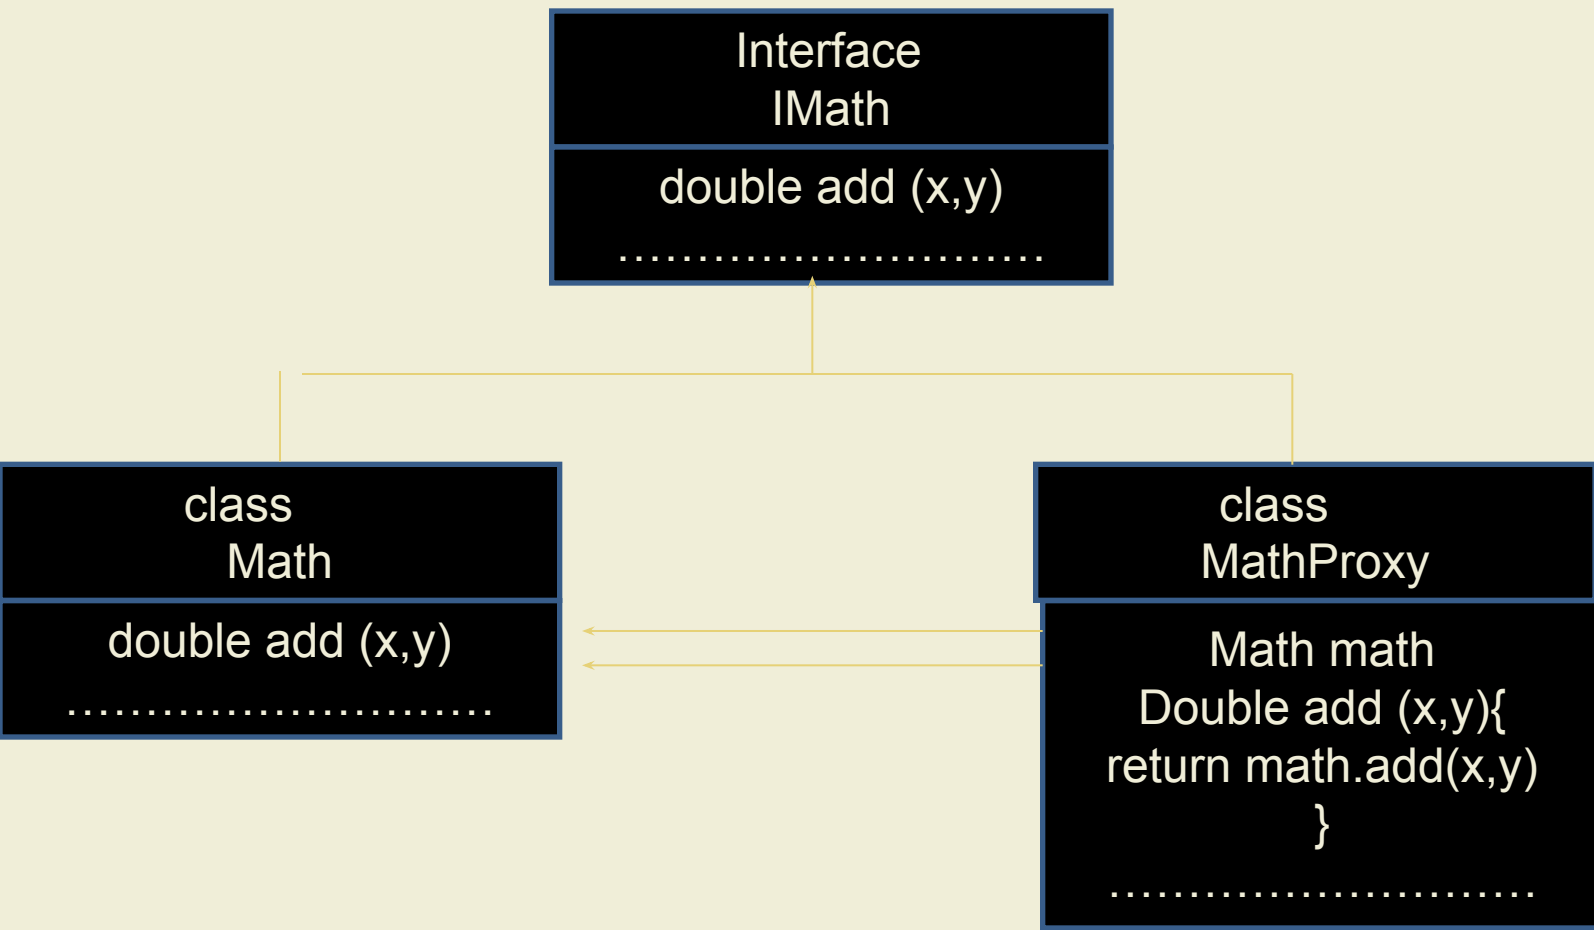 Interface
IMath
double add (x,y)
………………………
class
Math
double add (x,y)
………………………
class
MathProxy
Math math
Double add (x,y){
return math.add(x,y)
}
………………………